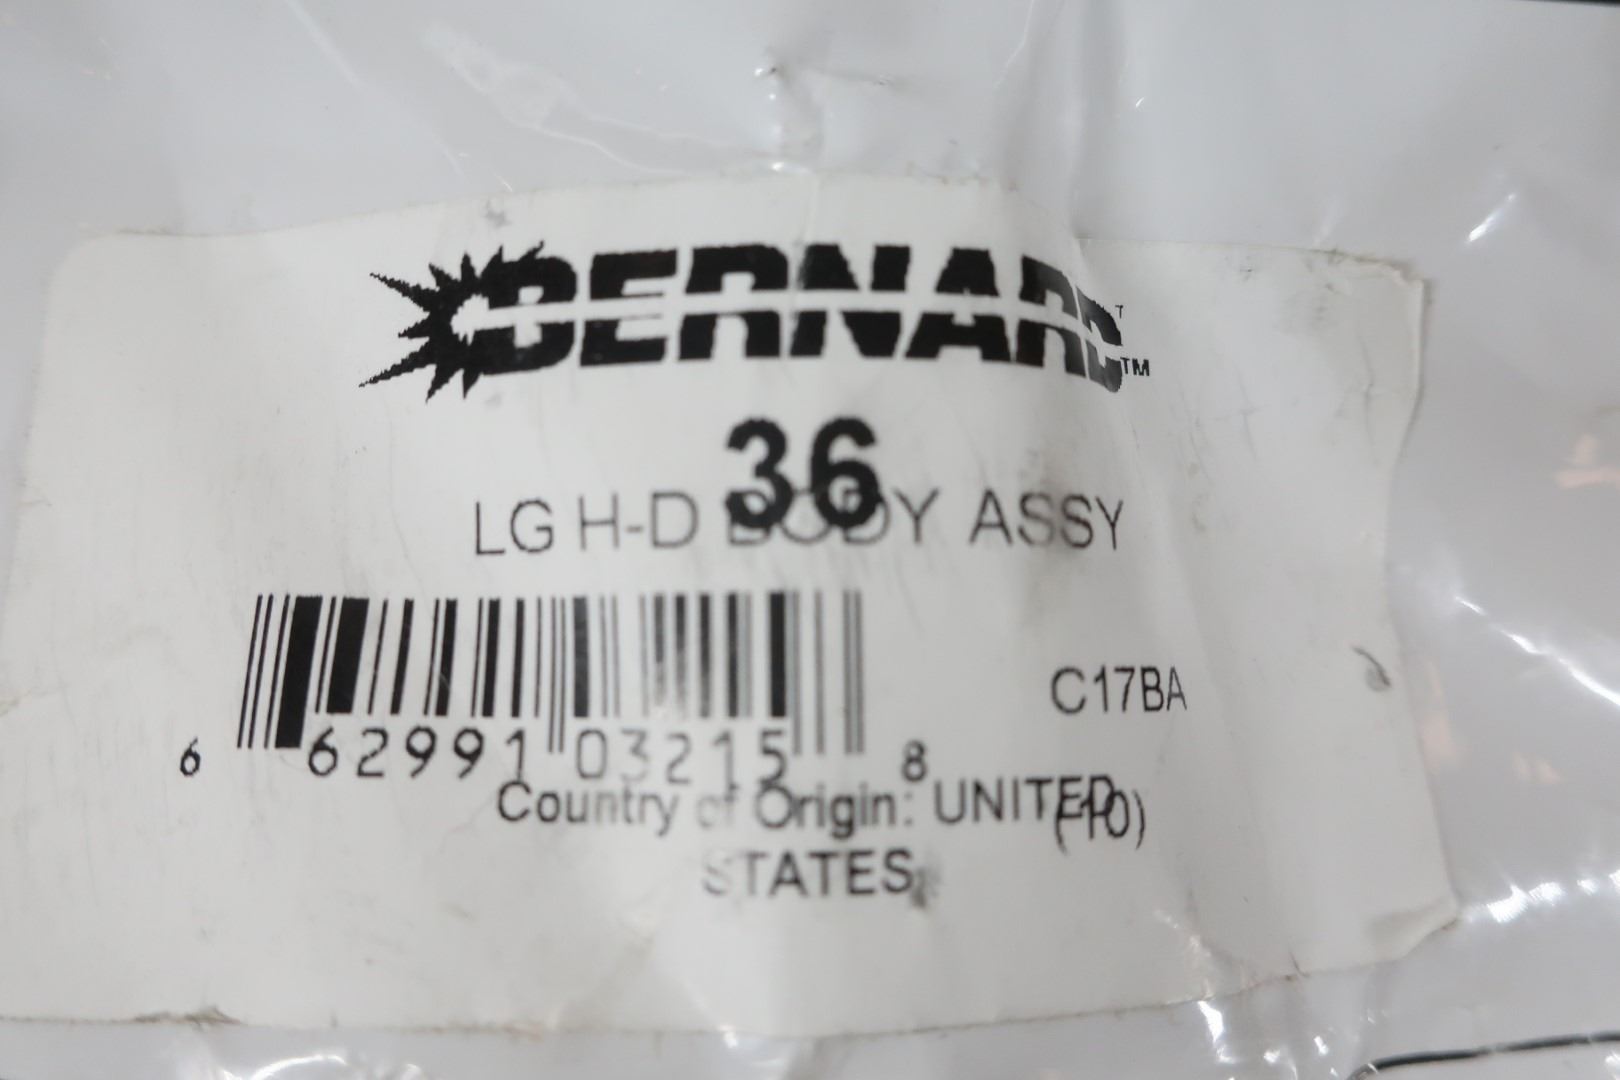 BERNARD™
36
LG H-D BODY ASSY
C17BA
6 62991 03215 8
Country of Origin: UNITED (10)
STATES